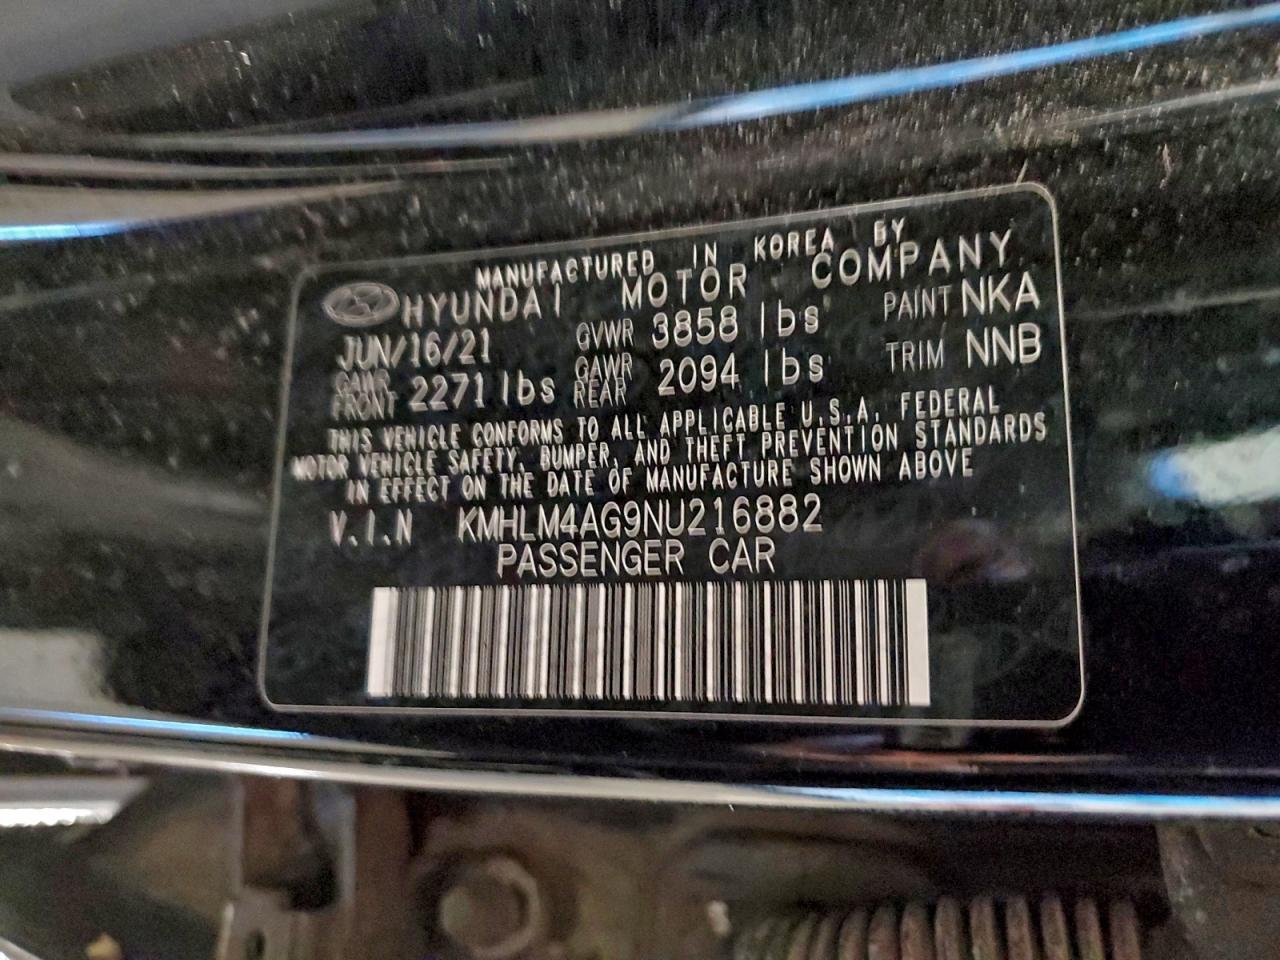 MANUFACTURED IN KOREA BY
HYUNDAI MOTOR COMPANY
JUN/16/21 GVWR 3858 lbs PAINT NKA
GAWR FRONT 2271 lbs GAWR REAR 2094 lbs TRIM NNB
THIS VEHICLE CONFORMS TO ALL APPLICABLE U.S.A. FEDERAL
MOTOR VEHICLE SAFETY, BUMPER, AND THEFT PREVENTION STANDARDS
IN EFFECT ON THE DATE OF MANUFACTURE SHOWN ABOVE
V.I.N KMHLM4AG9NU216882
PASSENGER CAR